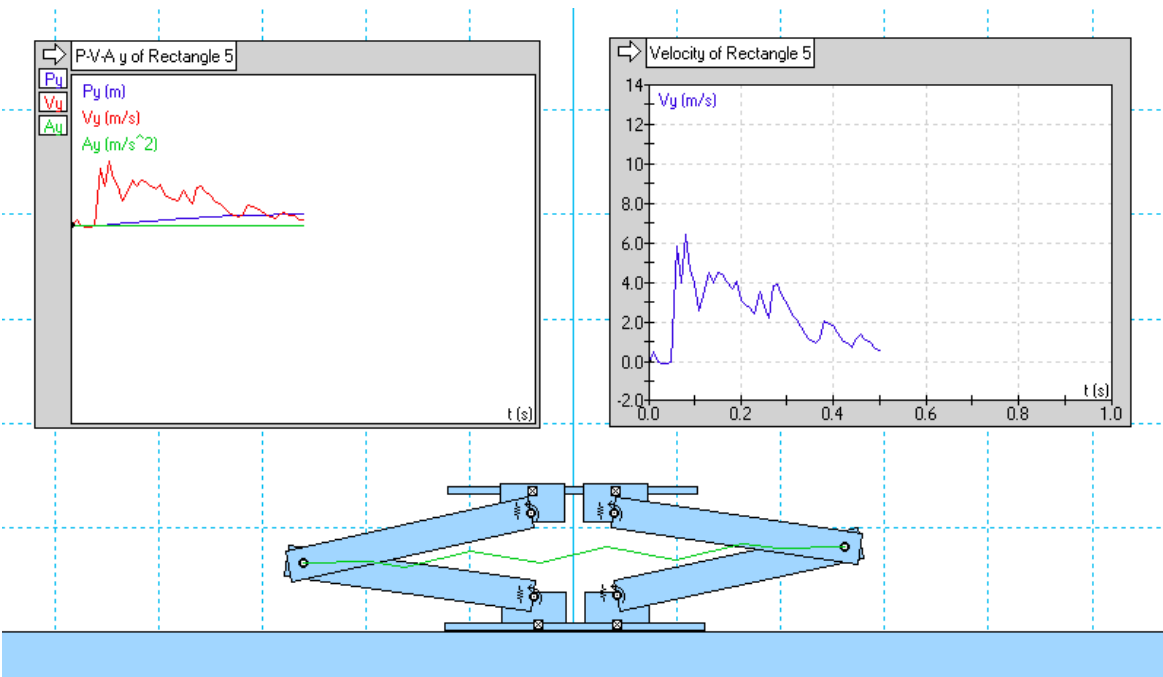 P-V-A y of Rectangle 5
Py
Vy
Ay
Py (m)
Vy (m/s)
Ay (m/s^2)
t (s)
Velocity of Rectangle 5
Vy (m/s)
14
12
10
8.0
6.0
4.0
2.0
0.0
-2.0
0.0 0.2 0.4 0.6 0.8 1.0
t (s)